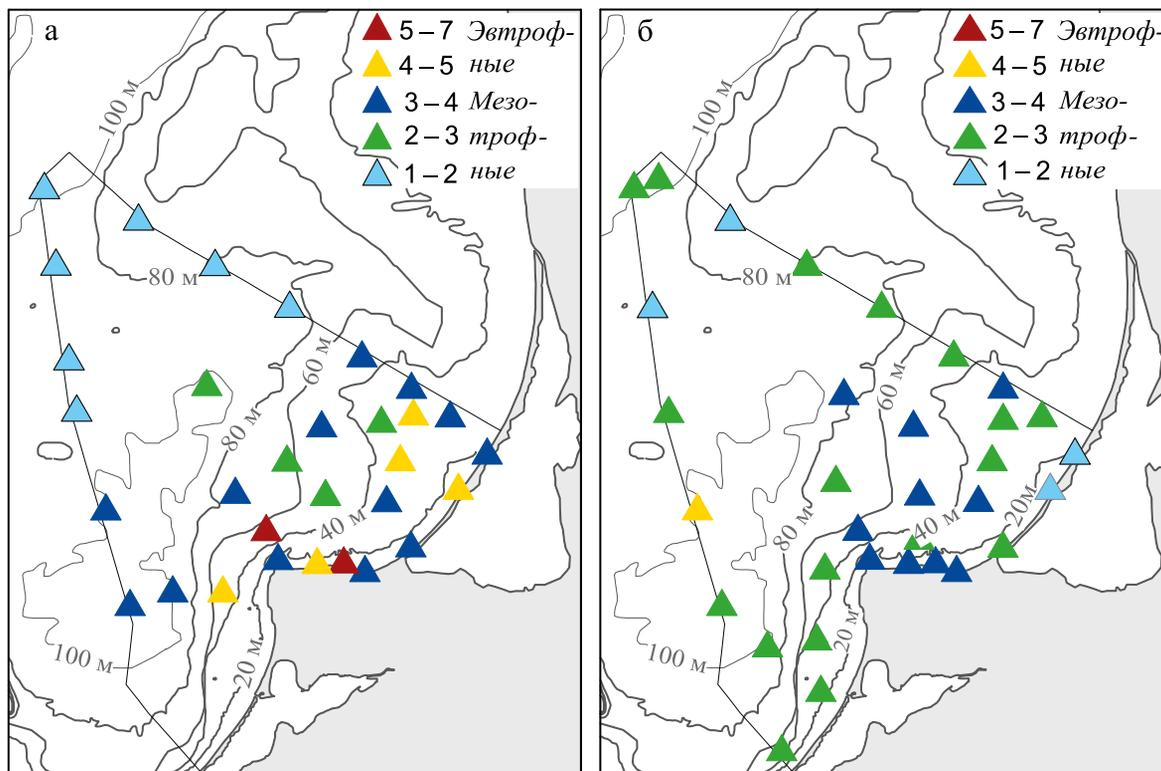 а
5 – 7 Эвтроф-
4 – 5 ные
3 – 4 Мезо-
2 – 3 троф-
1 – 2 ные
100 м
80 м
60 м
80 м
40 м
100 м
20 м
б
5 – 7 Эвтроф-
4 – 5 ные
3 – 4 Мезо-
2 – 3 троф-
1 – 2 ные
100 м
80 м
60 м
20м
80 м
40 м
20 м
100 м